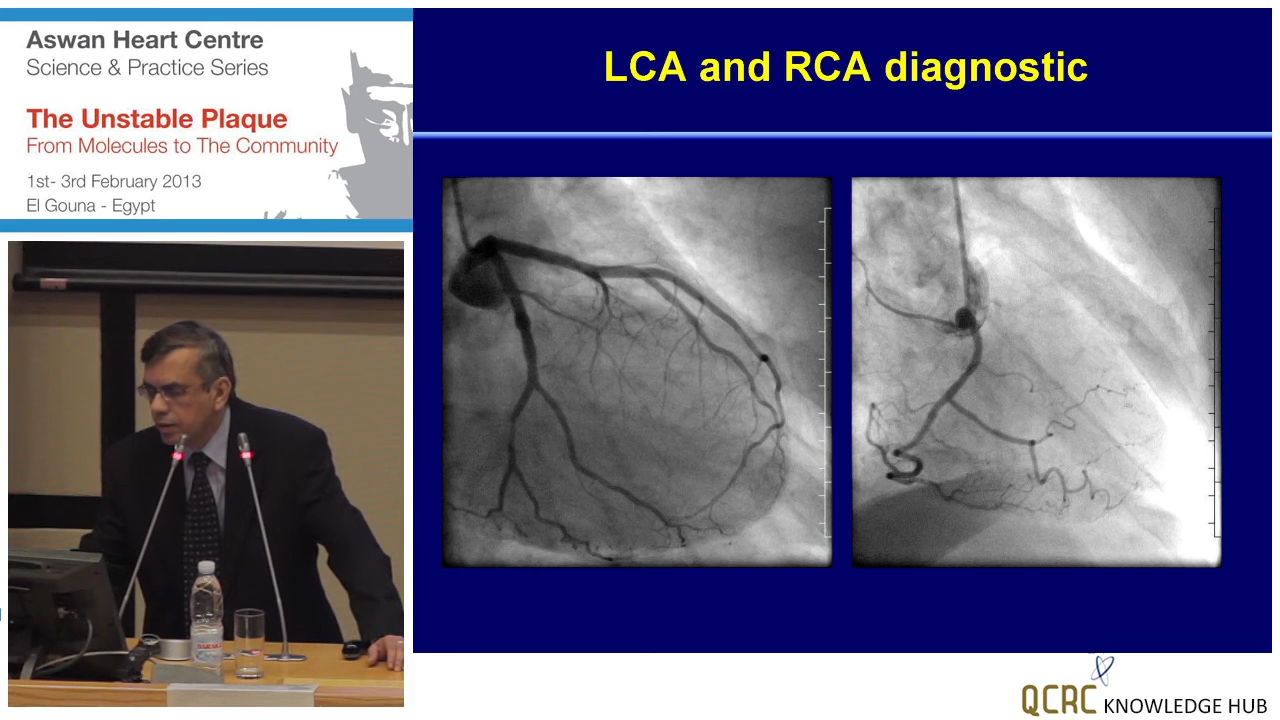 Aswan Heart Centre
Science & Practice Series
The Unstable Plaque
From Molecules to The Community
1st- 3rd February 2013
El Gouna - Egypt
LCA and RCA diagnostic
QCRC KNOWLEDGE HUB